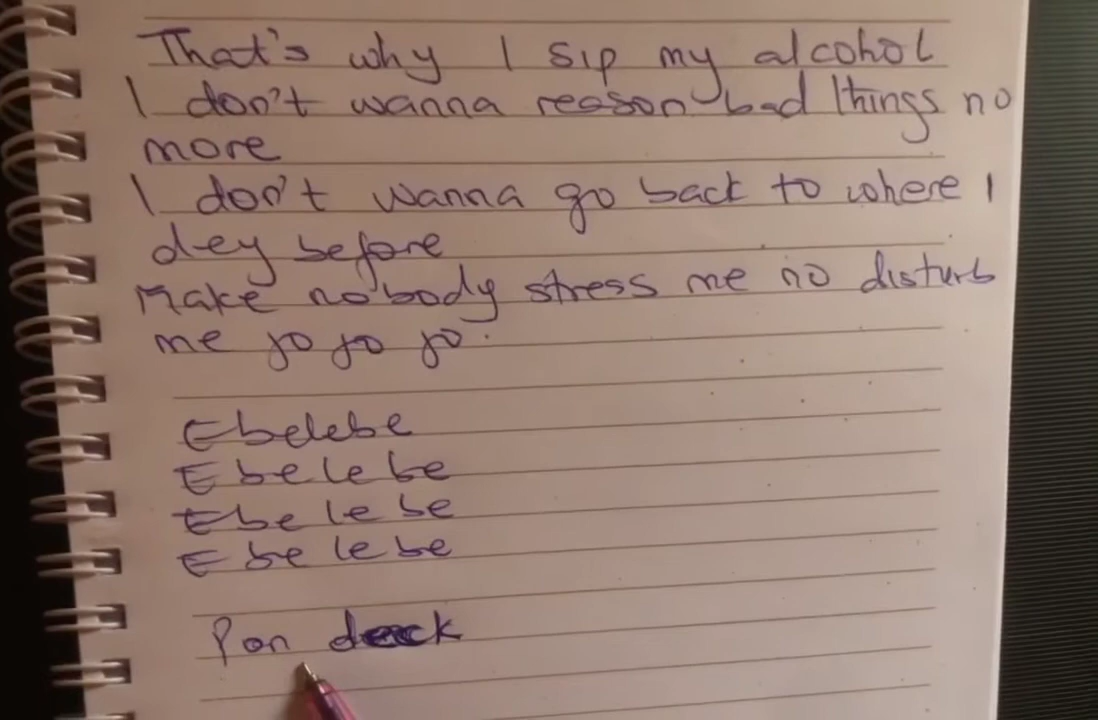 That's why I sip my alcohol
I don't wanna reason bad things no
more
I don't wanna go back to where I
dey before
Make nobody stress me no disturb
me jo jo jo.
Ebelebe
Ebelebe
Ebelebe
Ebelebe
Pon deck